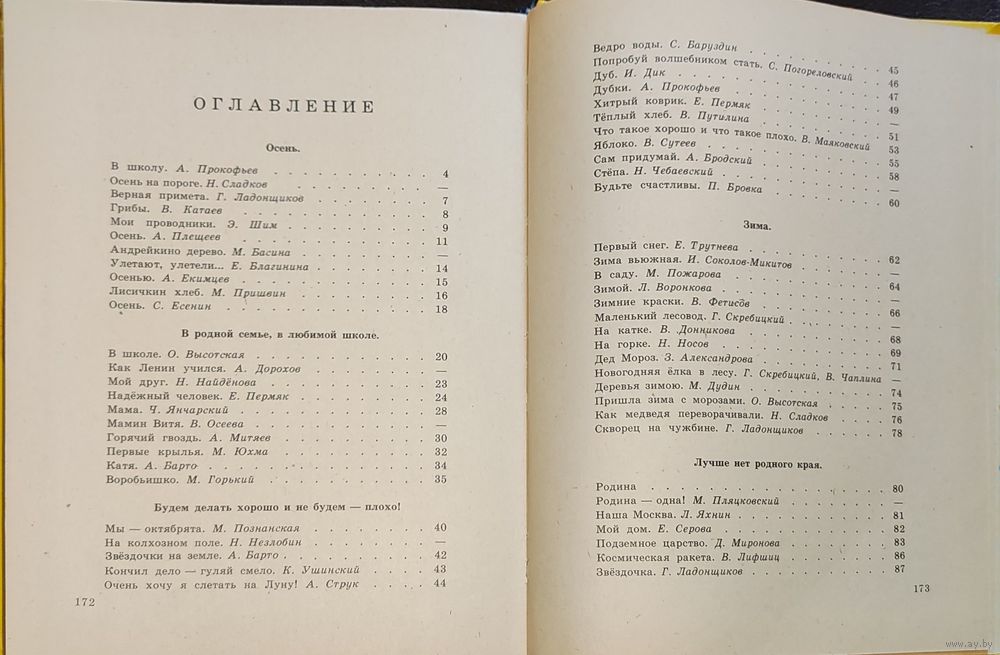 ОГЛАВЛЕНИЕ
Осень.
В школу. А. Прокофьев . . . . . . . . . . . 4
Осень на пороге. Н. Сладков . . . . . . . . . —
Верная примета. Г. Ладонщиков . . . . . . . . 7
Грибы. В. Катаев . . . . . . . . . . . . . 8
Мои проводники. Э. Шим . . . . . . . . . . 9
Осень. А. Плещеев . . . . . . . . . . . . . 11
Андрейкино дерево. М. Басина . . . . . . . . —
Улетают, улетели... Е. Благинина . . . . . . . . 14
Осенью. А. Екимцев . . . . . . . . . . . . 15
Лисичкин хлеб. М. Пришвин . . . . . . . . . 16
Осень. С. Есенин . . . . . . . . . . . . . 18
В родной семье, в любимой школе.
В школе. О. Высотская . . . . . . . . . . . 20
Как Ленин учился. А. Дорохов . . . . . . . . —
Мой друг. Н. Найдёнова . . . . . . . . . . 23
Надёжный человек. Е. Пермяк . . . . . . . . 24
Мама. Ч. Янчарский . . . . . . . . . . . . 28
Мамин Витя. В. Осеева . . . . . . . . . . . —
Горячий гвоздь. А. Митяев . . . . . . . . . . 30
Первые крылья. М. Юхма . . . . . . . . . . 32
Катя. А. Барто . . . . . . . . . . . . . . 34
Воробьишко. М. Горький . . . . . . . . . . 35
Будем делать хорошо и не будем — плохо!
Мы — октябрята. М. Познанская . . . . . . . . 40
На колхозном поле. Н. Незлобин . . . . . . . . —
Звёздочки на земле. А. Барто . . . . . . . . . 42
Кончил дело — гуляй смело. К. Ушинский . . . . 43
Очень хочу я слетать на Луну! А. Струк . . . . 44
172
Ведро воды. С. Баруздин . . . . . . . . . . 45
Попробуй волшебником стать. С. Погореловский . . 46
Дуб. И. Дик . . . . . . . . . . . . . . . 47
Дубки. А. Прокофьев . . . . . . . . . . . . 49
Хитрый коврик. Е. Пермяк . . . . . . . . . . —
Тёплый хлеб. В. Путилина . . . . . . . . . . 51
Что такое хорошо и что такое плохо. В. Маяковский 53
Яблоко. В. Сутеев . . . . . . . . . . . . . 55
Сам придумай. А. Бродский . . . . . . . . . 58
Стёпа. Н. Чебаевский . . . . . . . . . . . . —
Будьте счастливы. П. Бровка . . . . . . . . . 60
Зима.
Первый снег. Е. Трутнева . . . . . . . . . . 62
Зима вьюжная. И. Соколов-Микитов . . . . . . . —
В саду. М. Пожарова . . . . . . . . . . . . 64
Зимой. Л. Воронкова . . . . . . . . . . . . —
Зимние краски. В. Фетисов . . . . . . . . . . 66
Маленький лесовод. Г. Скребицкий . . . . . . . —
На катке. В. Донникова . . . . . . . . . . . 68
На горке. Н. Носов . . . . . . . . . . . . 69
Дед Мороз. З. Александрова . . . . . . . . . 71
Новогодняя ёлка в лесу. Г. Скребицкий, В. Чаплина —
Деревья зимою. М. Дудин . . . . . . . . . . 74
Пришла зима с морозами. О. Высотская . . . . . 75
Как медведя переворачивали. Н. Сладков . . . . . 76
Скворец на чужбине. Г. Ладонщиков . . . . . . 78
Лучше нет родного края.
Родина . . . . . . . . . . . . . . . . . 80
Родина — одна! М. Пляцковский . . . . . . . . —
Наша Москва. Л. Яхнин . . . . . . . . . . . 81
Мой дом. Е. Серова . . . . . . . . . . . . 82
Подземное царство. Д. Миронова . . . . . . . . 83
Космическая ракета. В. Лифшиц . . . . . . . . 86
Звёздочка. Г. Ладонщиков . . . . . . . . . . 87
173
www.ay.by